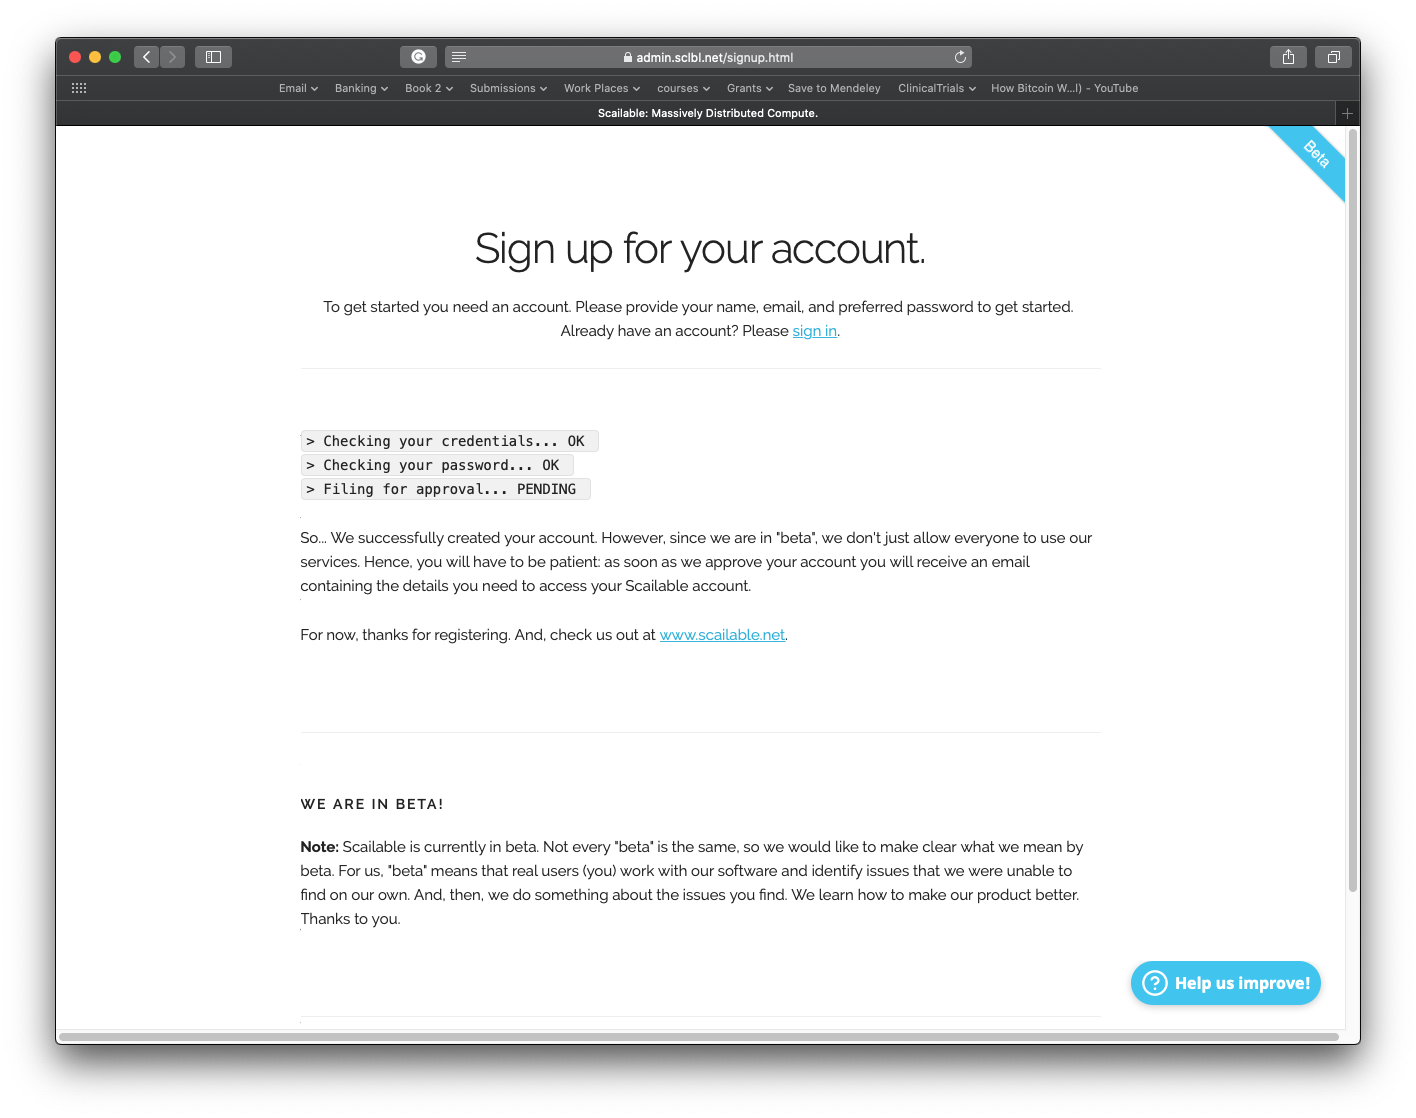 admin.sclbl.net/signup.html
Email Banking Book 2 Submissions Work Places courses Grants Save to Mendeley ClinicalTrials How Bitcoin W...l) - YouTube
Scailable: Massively Distributed Compute.
Beta
Sign up for your account.
To get started you need an account. Please provide your name, email, and preferred password to get started.
Already have an account? Please sign in.
> Checking your credentials... OK
> Checking your password... OK
> Filing for approval... PENDING
So... We successfully created your account. However, since we are in "beta", we don't just allow everyone to use our
services. Hence, you will have to be patient: as soon as we approve your account you will receive an email
containing the details you need to access your Scailable account.
For now, thanks for registering. And, check us out at www.scailable.net.
WE ARE IN BETA!
Note: Scailable is currently in beta. Not every "beta" is the same, so we would like to make clear what we mean by
beta. For us, "beta" means that real users (you) work with our software and identify issues that we were unable to
find on our own. And, then, we do something about the issues you find. We learn how to make our product better.
Thanks to you.
Help us improve!